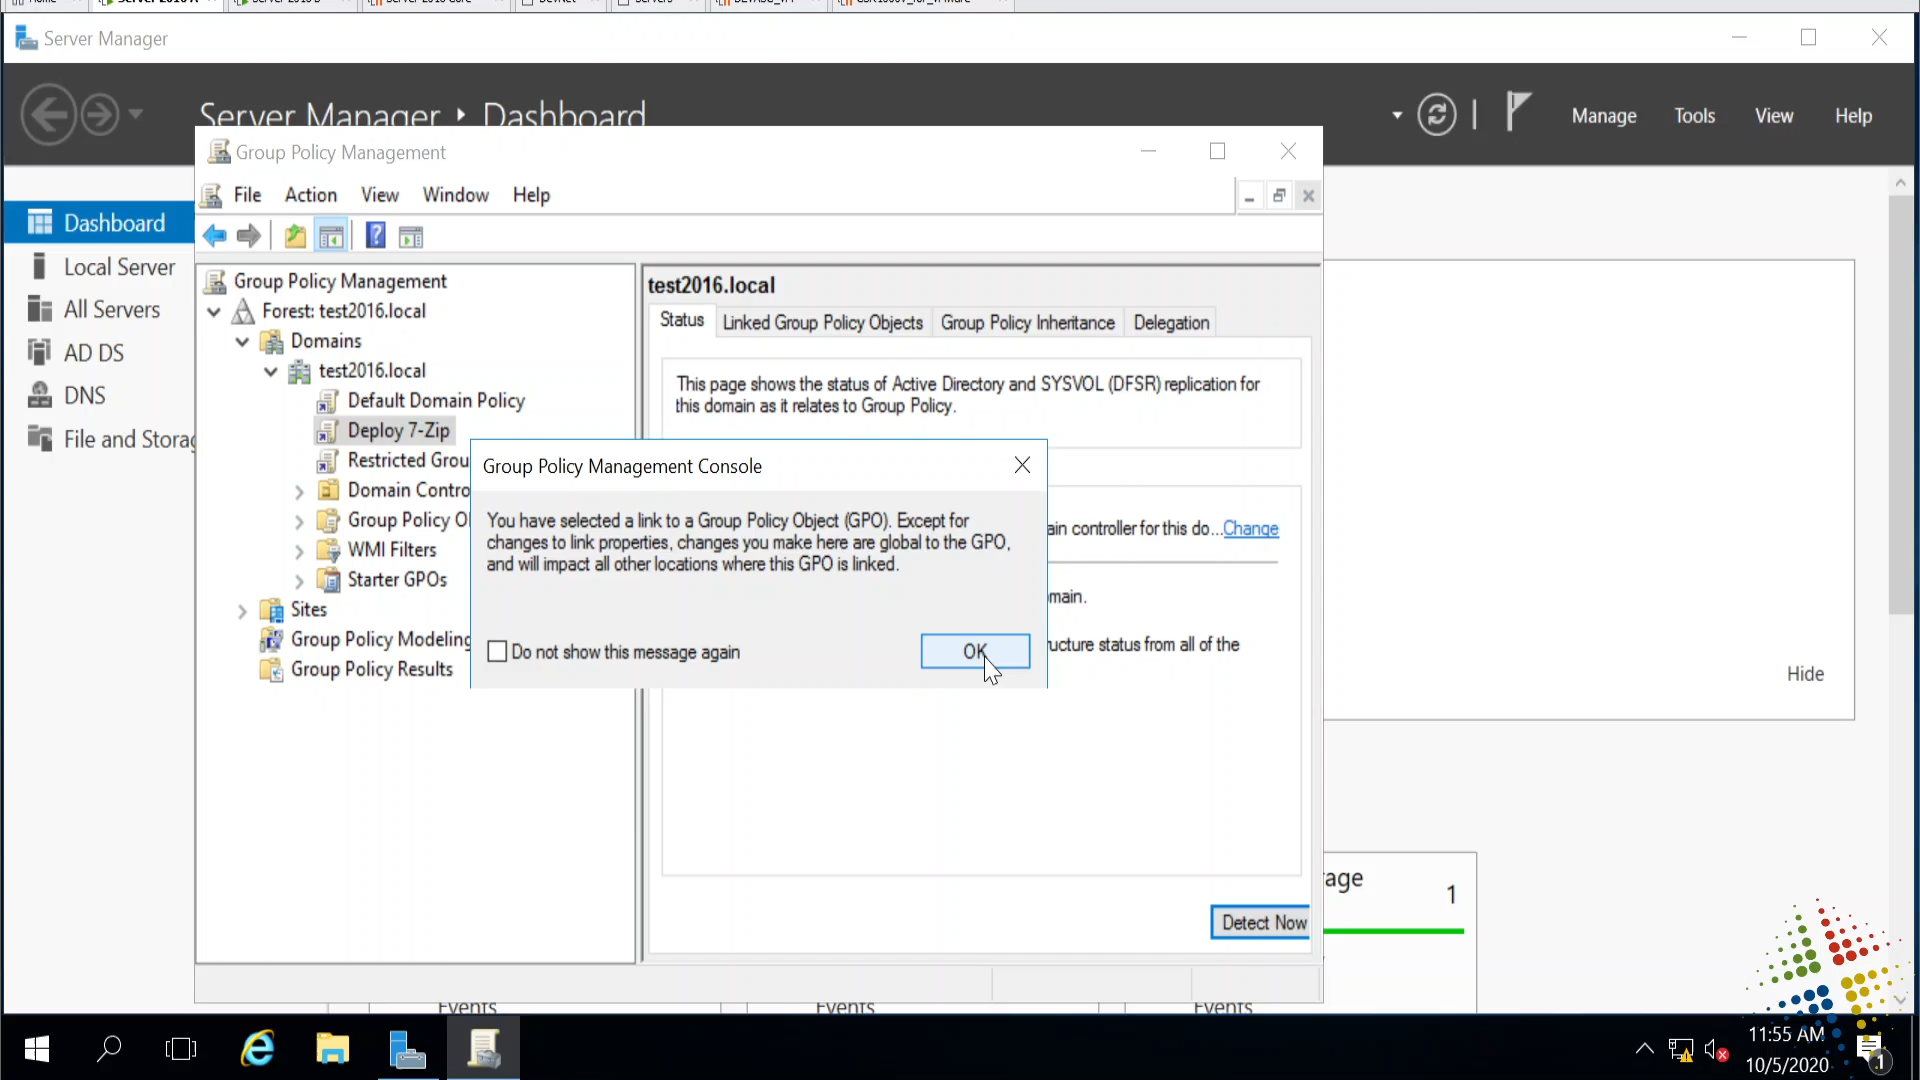 Server Manager
Server Manager
Dashboard
Manage
Tools
View
Help
Group Policy Management
File
Action
View
Window
Help
Dashboard
Local Server
All Servers
AD DS
DNS
File and Storag
Group Policy Management
Forest: test2016.local
Domains
test2016.local
Default Domain Policy
Deploy 7-Zip
Restricted Grou
Domain Contro
Group Policy O
WMI Filters
Starter GPOs
Sites
Group Policy Modeling
Group Policy Results
test2016.local
Status
Linked Group Policy Objects
Group Policy Inheritance
Delegation
This page shows the status of Active Directory and SYSVOL (DFSR) replication for
this domain as it relates to Group Policy.
ain controller for this do...Change
main.
ructure status from all of the
Detect Now
Group Policy Management Console
You have selected a link to a Group Policy Object (GPO). Except for
changes to link properties, changes you make here are global to the GPO,
and will impact all other locations where this GPO is linked.
Do not show this message again
OK
Hide
rage
1
Events
Events
Events
11:55 AM
10/5/2020
1